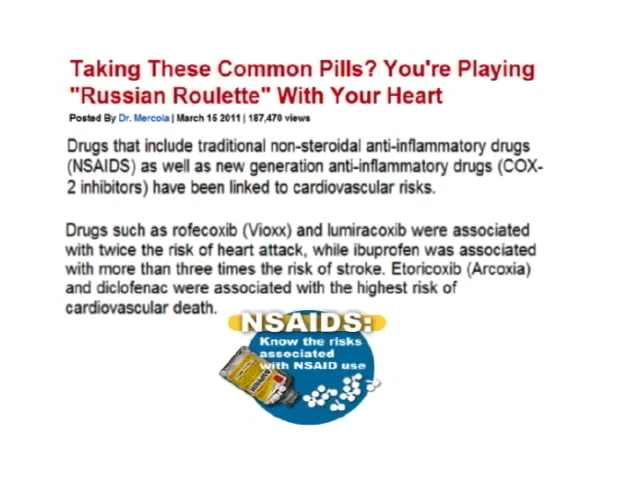 Taking These Common Pills? You're Playing
"Russian Roulette" With Your Heart
Posted By Dr. Mercola | March 15 2011 | 187,470 views
Drugs that include traditional non-steroidal anti-inflammatory drugs
(NSAIDS) as well as new generation anti-inflammatory drugs (COX-
2 inhibitors) have been linked to cardiovascular risks.
Drugs such as rofecoxib (Vioxx) and lumiracoxib were associated
with twice the risk of heart attack, while ibuprofen was associated
with more than three times the risk of stroke. Etoricoxib (Arcoxia)
and diclofenac were associated with the highest risk of
cardiovascular death.
NSAIDS:
Know the risks
associated
with NSAID use
ASPIRIN